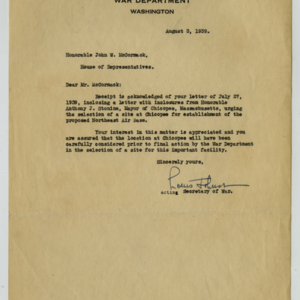 WAR DEPARTMENT
WASHINGTON
August 3, 1939.
Honorable John W. McCormack,
House of Representatives.
Dear Mr. McCormack:
Receipt is acknowledged of your letter of July 27,
1939, inclosing a letter with inclosures from Honorable
Anthony J. Stonina, Mayor of Chicopee, Massachusetts, urging
the selection of a site at Chicopee for establishment of the
proposed Northeast Air Base.
Your interest in this matter is appreciated and you
are assured that the location at Chicopee will have been
carefully considered prior to final action by the War Department
in the selection of a site for this important facility.
Sincerely yours,
Louis Johnson
acting Secretary of War.